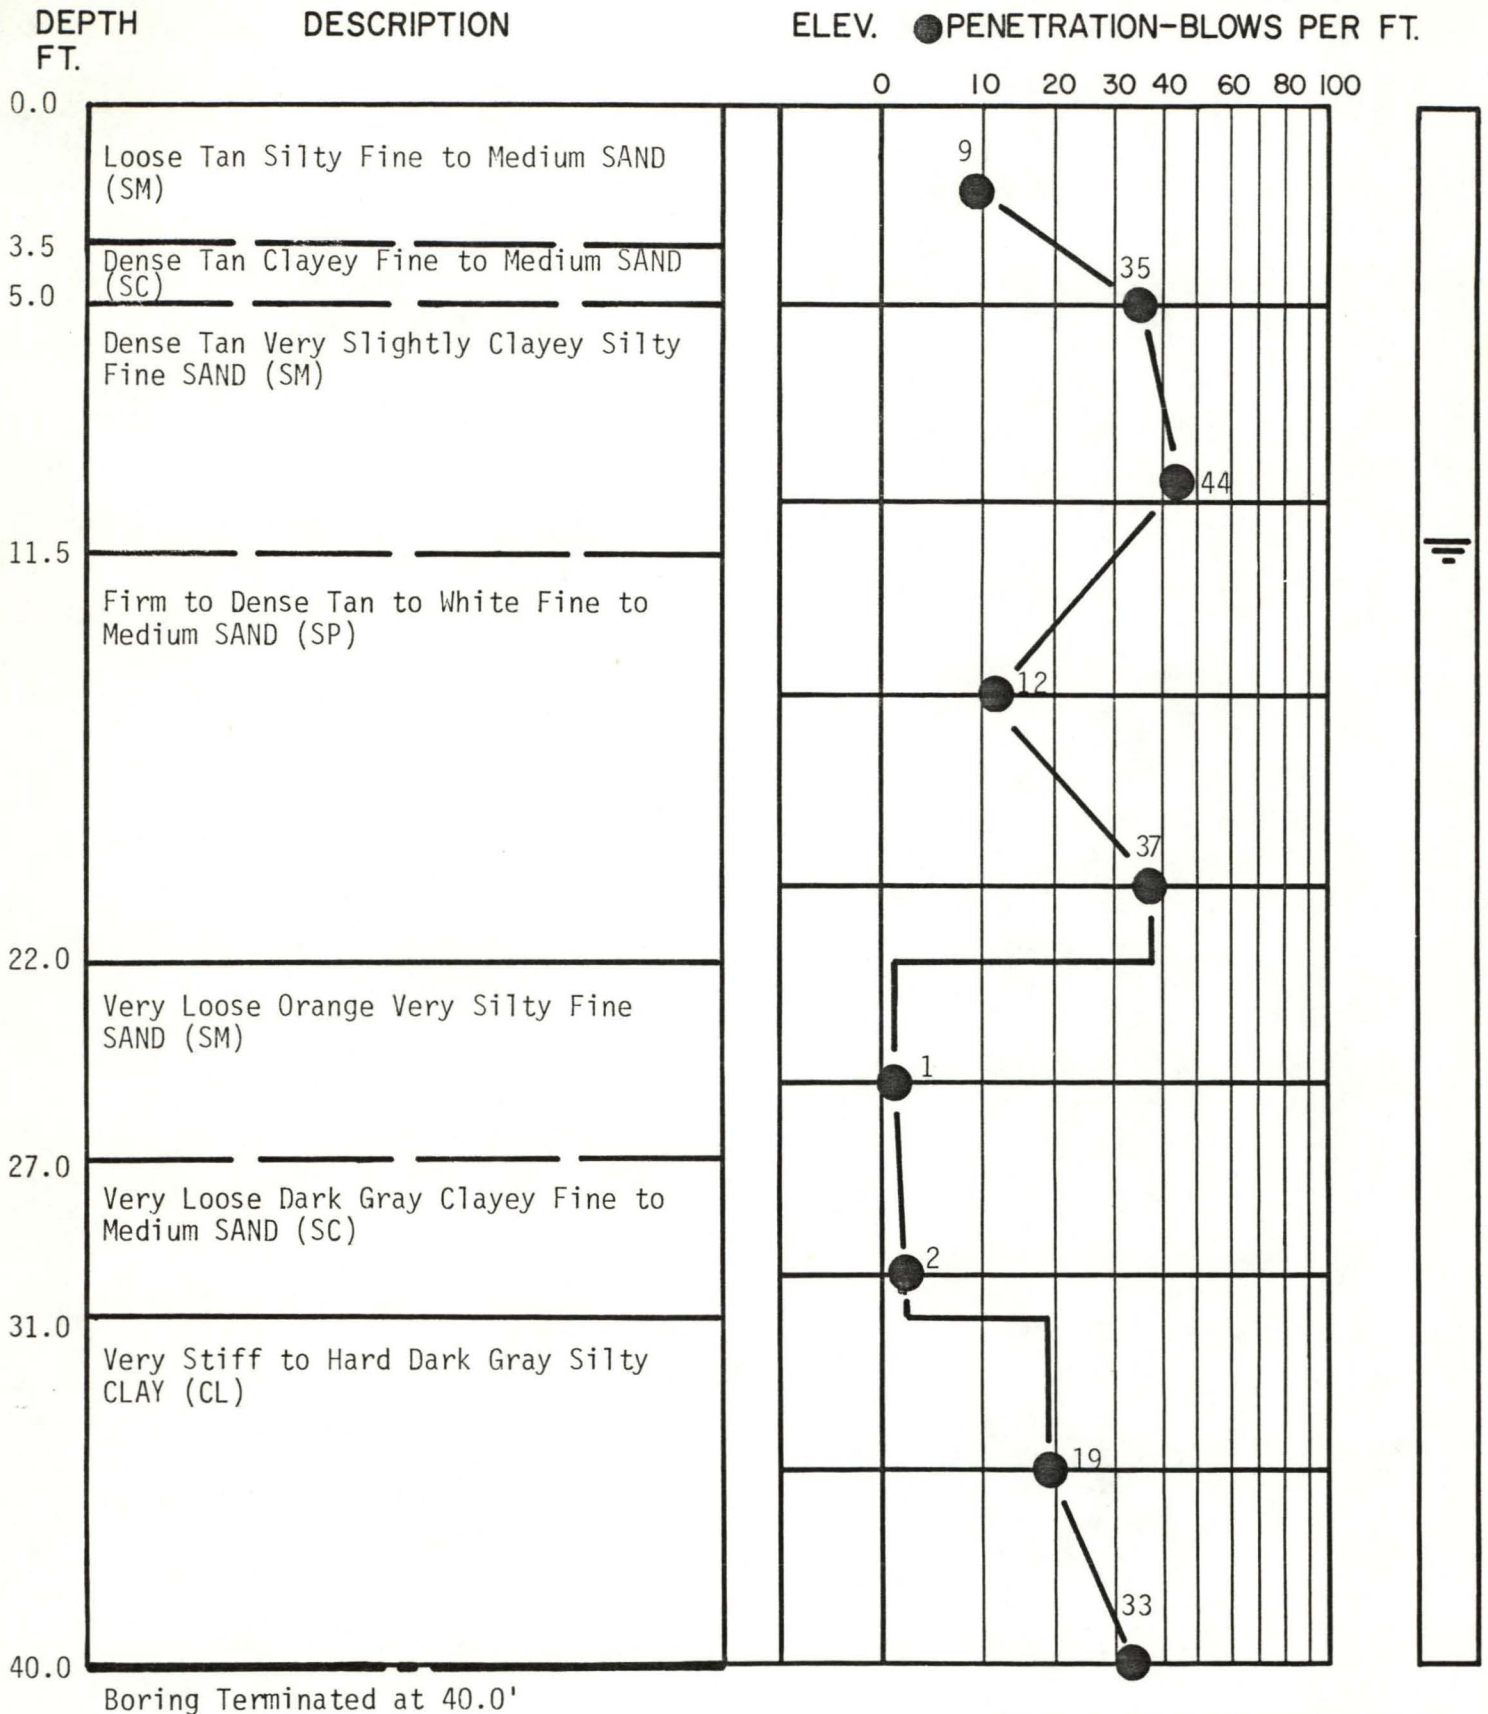 DEPTH FT.
DESCRIPTION
ELEV.
PENETRATION-BLOWS PER FT.
0 10 20 30 40 60 80 100
0.0
Loose Tan Silty Fine to Medium SAND
(SM)
9
3.5
Dense Tan Clayey Fine to Medium SAND
(SC)
35
5.0
Dense Tan Very Slightly Clayey Silty
Fine SAND (SM)
44
11.5
Firm to Dense Tan to White Fine to
Medium SAND (SP)
12
37
22.0
Very Loose Orange Very Silty Fine
SAND (SM)
1
27.0
Very Loose Dark Gray Clayey Fine to
Medium SAND (SC)
2
31.0
Very Stiff to Hard Dark Gray Silty
CLAY (CL)
19
33
40.0
Boring Terminated at 40.0'